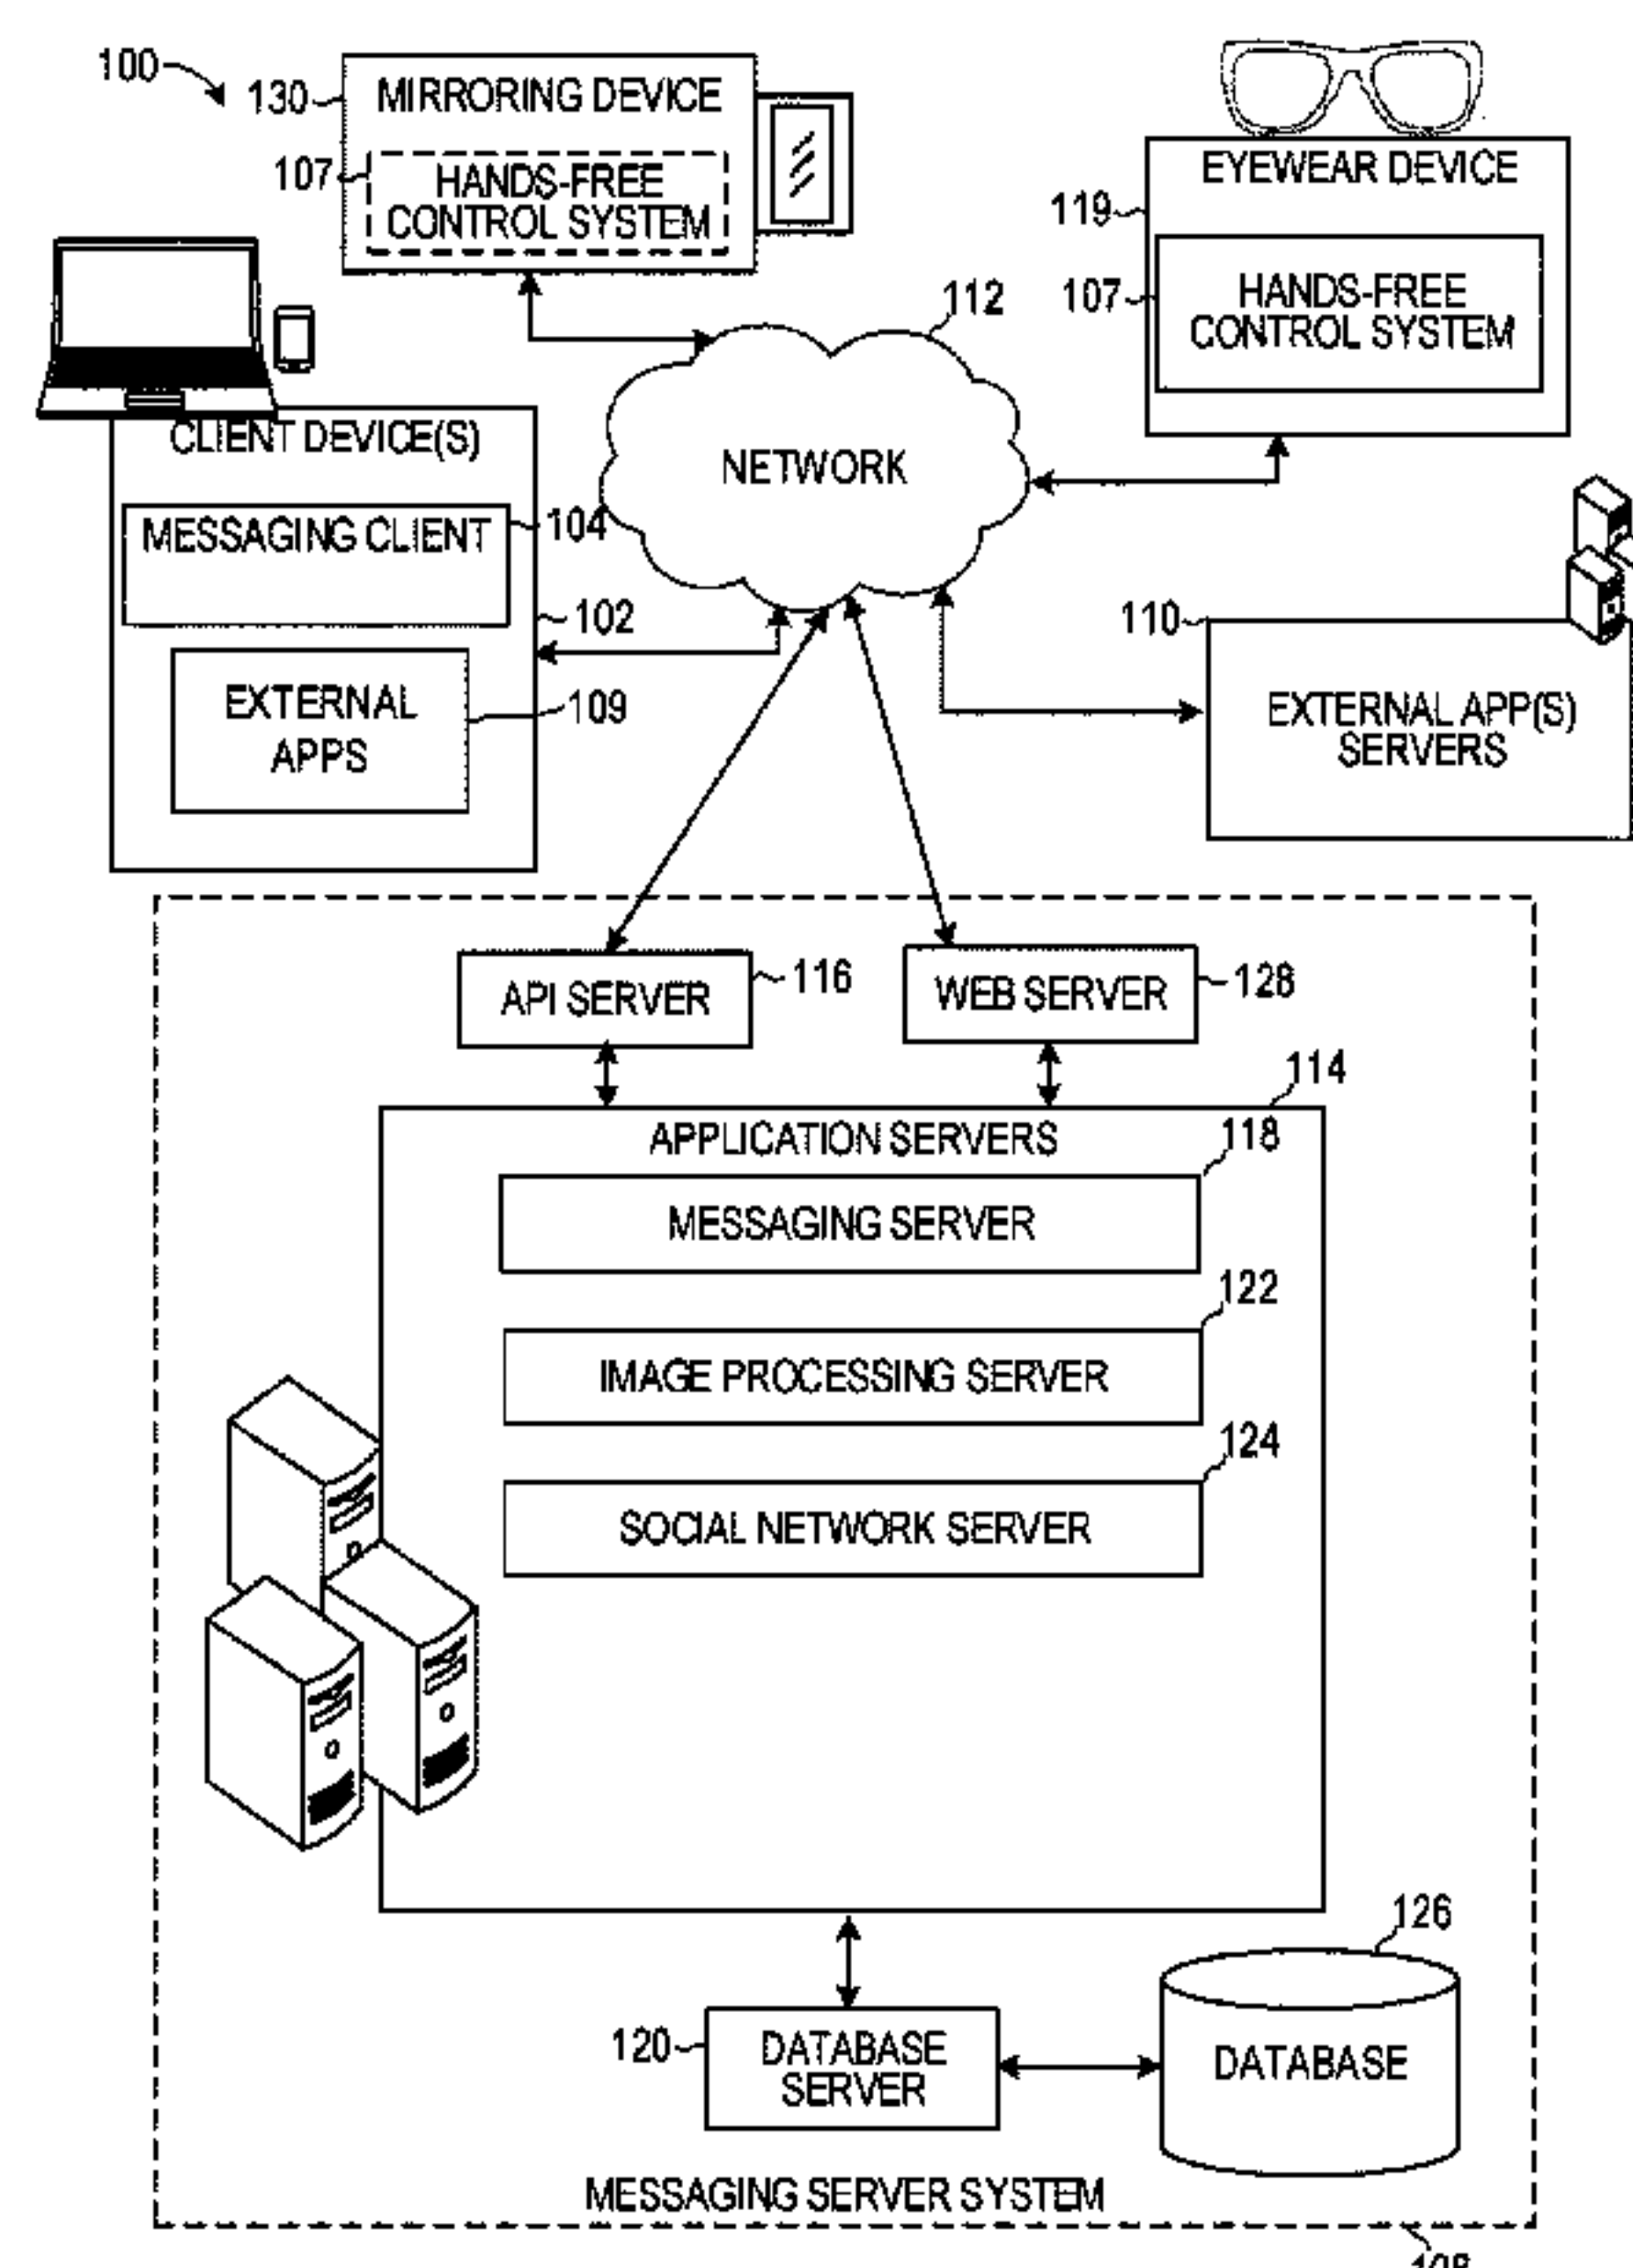 100
130
MIRRORING DEVICE
107
HANDS-FREE
CONTROL SYSTEM
EYEWEAR DEVICE
119
107
HANDS-FREE
CONTROL SYSTEM
112
NETWORK
CLIENT DEVICE(S)
MESSAGING CLIENT
104
102
EXTERNAL
APPS
109
110
EXTERNAL APP(S)
SERVERS
API SERVER
116
WEB SERVER
128
114
APPLICATION SERVERS
118
MESSAGING SERVER
122
IMAGE PROCESSING SERVER
124
SOCIAL NETWORK SERVER
126
120
DATABASE
SERVER
DATABASE
MESSAGING SERVER SYSTEM